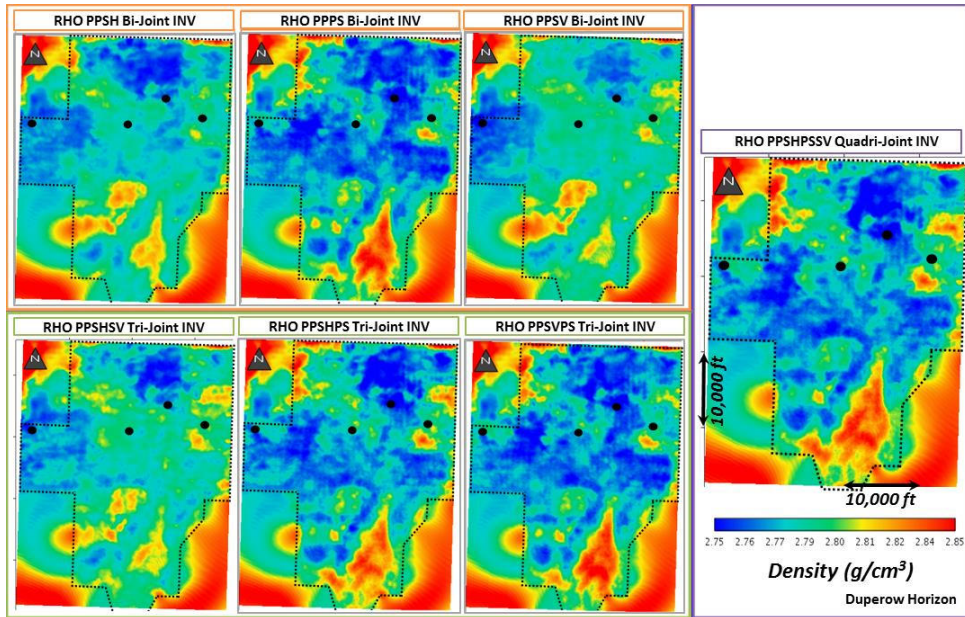 RHO PPSH Bi-Joint INV
RHO PPPS Bi-Joint INV
RHO PPSV Bi-Joint INV
N
N
N
RHO PPSHPSSV Quadri-Joint INV
N
RHO PPSHSV Tri-Joint INV
RHO PPSHPS Tri-Joint INV
RHO PPSVPS Tri-Joint INV
N
N
N
10,000 ft
10,000 ft
2.75 2.76 2.77 2.80 2.81 2.82 2.84 2.85
Density (g/cm³)
Duperow Horizon